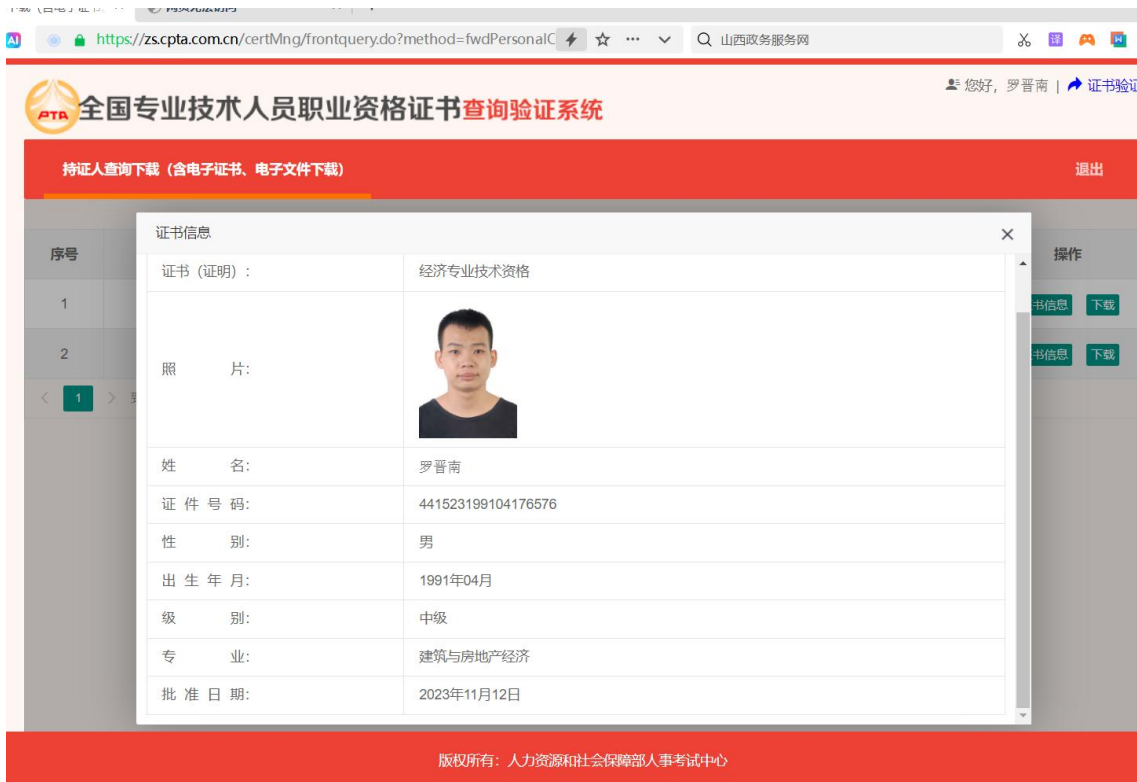 https://zs.cpta.com.cn/certMng/frontquery.do?method=fwdPersonalC
山西政务服务网
您好，罗晋南 | 证书验证
PTA 全国专业技术人员职业资格证书查询验证系统
持证人查询下载（含电子证书、电子文件下载） 退出
证书信息
序号 操作
证书（证明）： 经济专业技术资格
1 书信息 下载
2 书信息 下载
照 片：
1
姓 名： 罗晋南
证 件 号 码： 441523199104176576
性 别： 男
出 生 年 月： 1991年04月
级 别： 中级
专 业： 建筑与房地产经济
批 准 日 期： 2023年11月12日
版权所有：人力资源和社会保障部人事考试中心